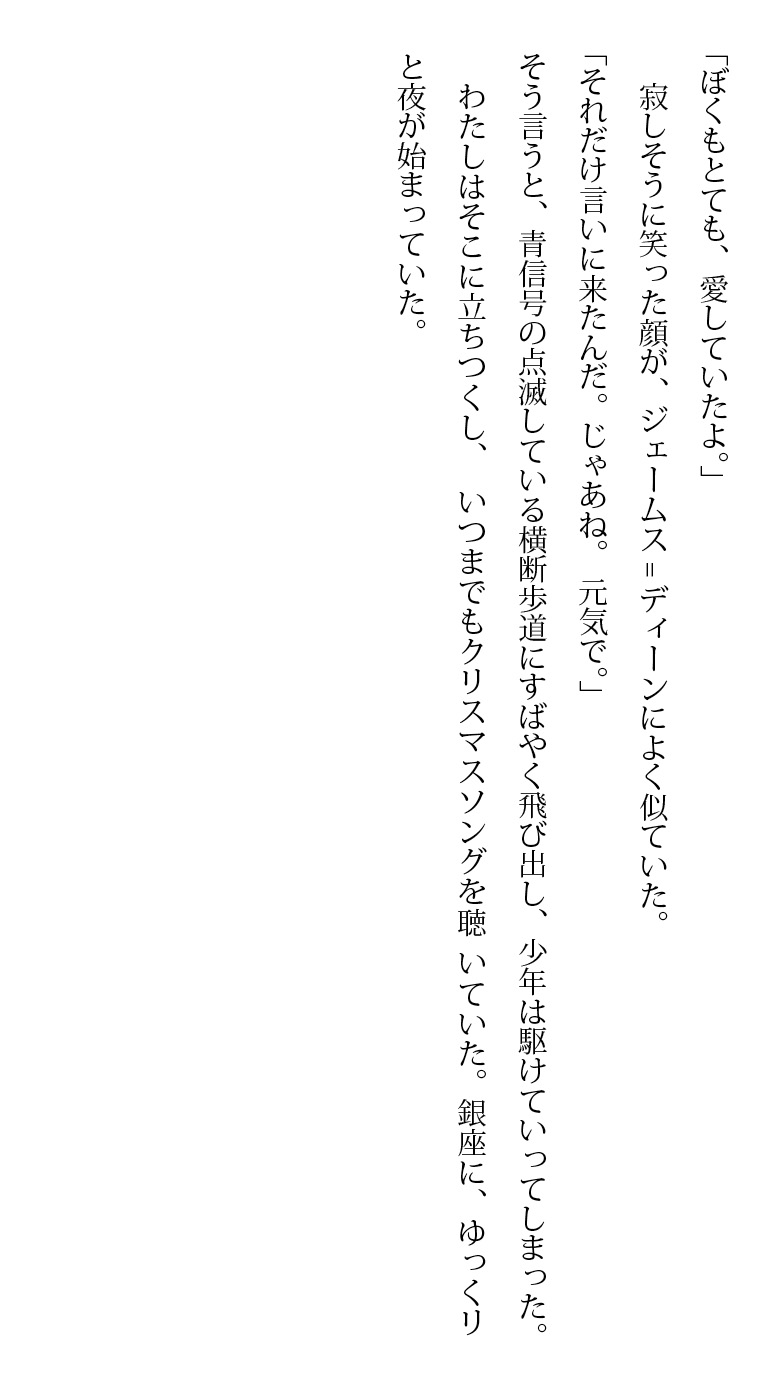 「ぼくもとても、愛していたよ。」
　寂しそうに笑った顔が、ジェームス＝ディーンによく似ていた。
「それだけ言いに来たんだ。じゃあね。元気で。」
そう言うと、青信号の点滅している横断歩道にすばやく飛び出し、少年は駆けていってしまった。
　わたしはそこに立ちつくし、　いつまでもクリスマスソングを聴いていた。銀座に、ゆっくり
と夜が始まっていた。